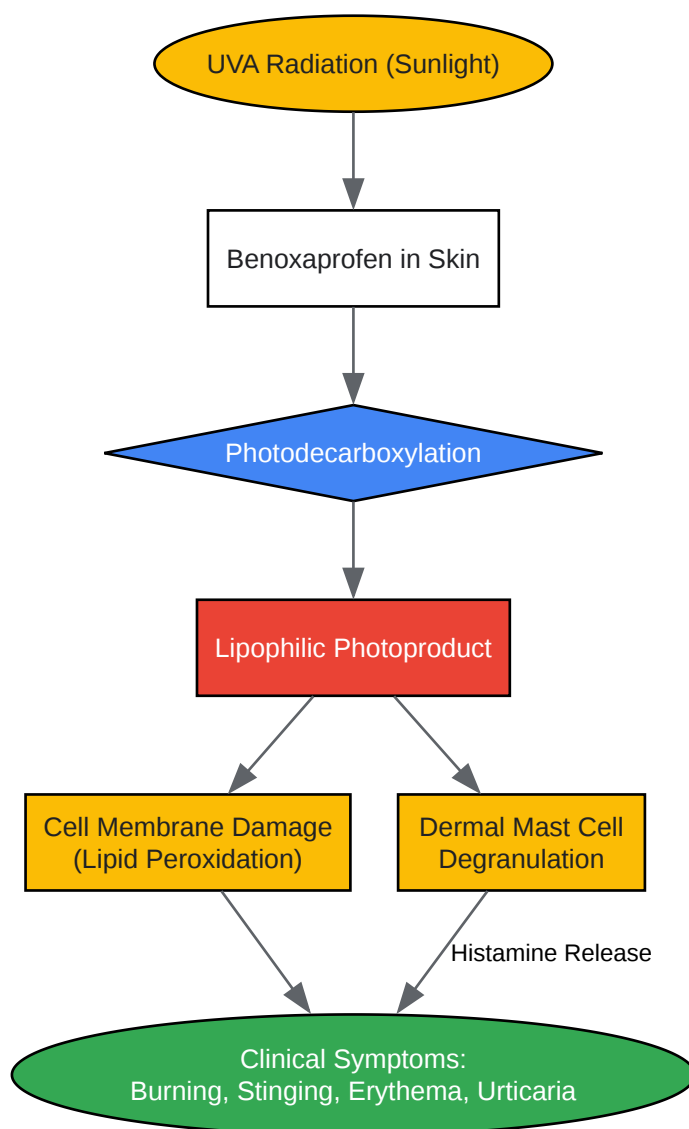 UVA Radiation (Sunlight)
Benoxaprofen in Skin
Photodecarboxylation
Lipophilic Photoproduct
Cell Membrane Damage
(Lipid Peroxidation)
Dermal Mast Cell
Degranulation
Histamine Release
Clinical Symptoms:
Burning, Stinging, Erythema, Urticaria